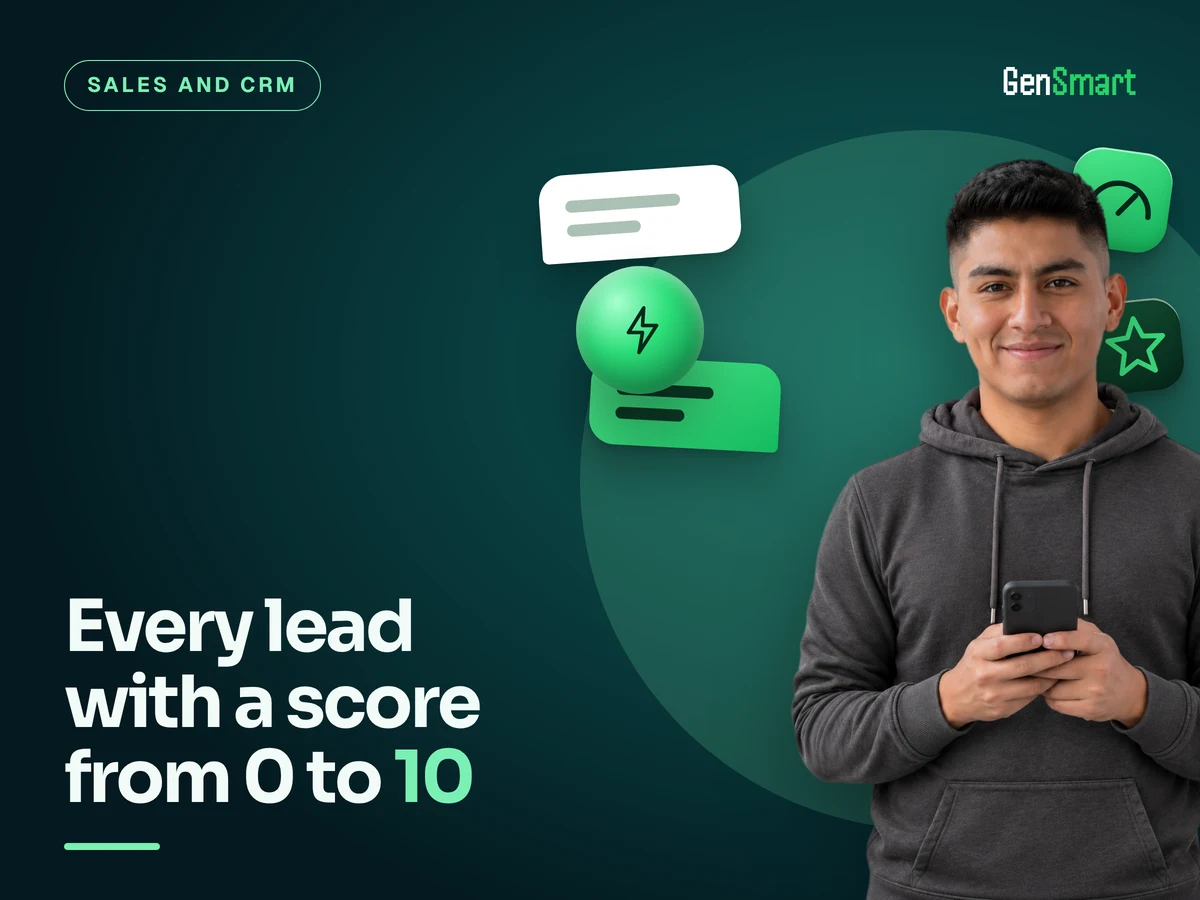 SALES AND CRM
GenSmart
Every lead
with a score
from 0 to 10